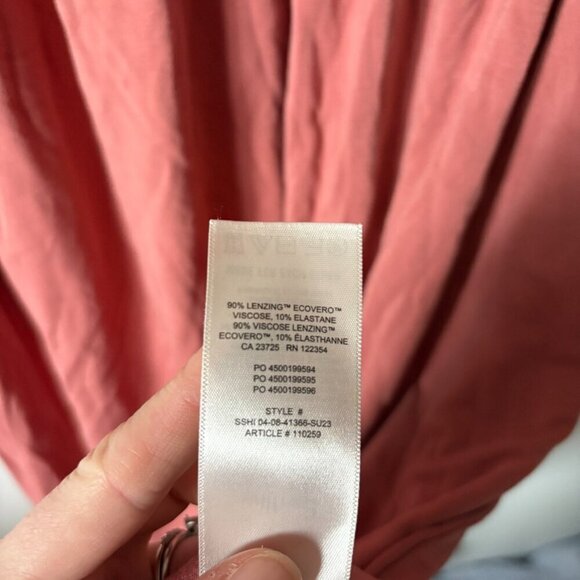 90% LENZING™ ECOVERO™
VISCOSE, 10% ELASTANE
90% VISCOSE LENZING™
ECOVERO™, 10% ÉLASTHANNE
CA 23725 RN 122354
PO 4500199594
PO 4500199595
PO 4500199596
STYLE #
SSHI 04-08-41366-SU23
ARTICLE # 110259